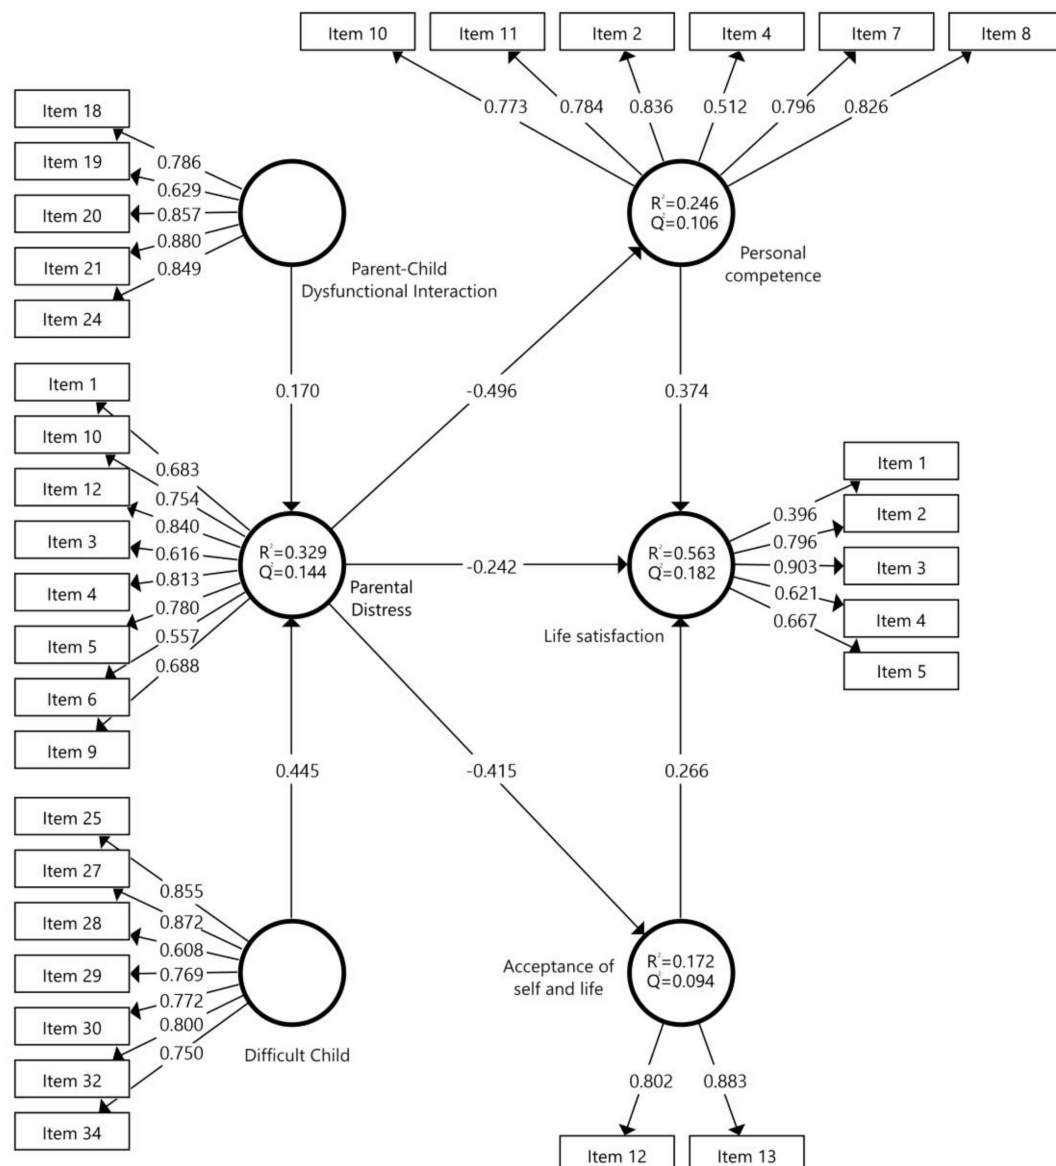 Item 10
Item 11
Item 2
Item 4
Item 7
Item 8
0.773
0.784
0.836
0.512
0.796
0.826
Item 18
Item 19
Item 20
Item 21
Item 24
0.786
0.629
0.857
0.880
0.849
R²=0.246
Q²=0.106
Personal
competence
Parent-Child
Dysfunctional Interaction
0.170
-0.496
0.374
Item 1
Item 10
Item 12
Item 3
Item 4
Item 5
Item 6
Item 9
0.683
0.754
0.840
0.616
0.813
0.780
0.557
0.688
R²=0.329
Q²=0.144
Parental
Distress
-0.242
R²=0.563
Q²=0.182
Life satisfaction
0.396
0.796
0.903
0.621
0.667
Item 1
Item 2
Item 3
Item 4
Item 5
0.445
-0.415
0.266
Item 25
Item 27
Item 28
Item 29
Item 30
Item 32
Item 34
0.855
0.872
0.608
0.769
0.772
0.800
0.750
Difficult Child
Acceptance of
self and life
R²=0.172
Q²=0.094
0.802
0.883
Item 12
Item 13